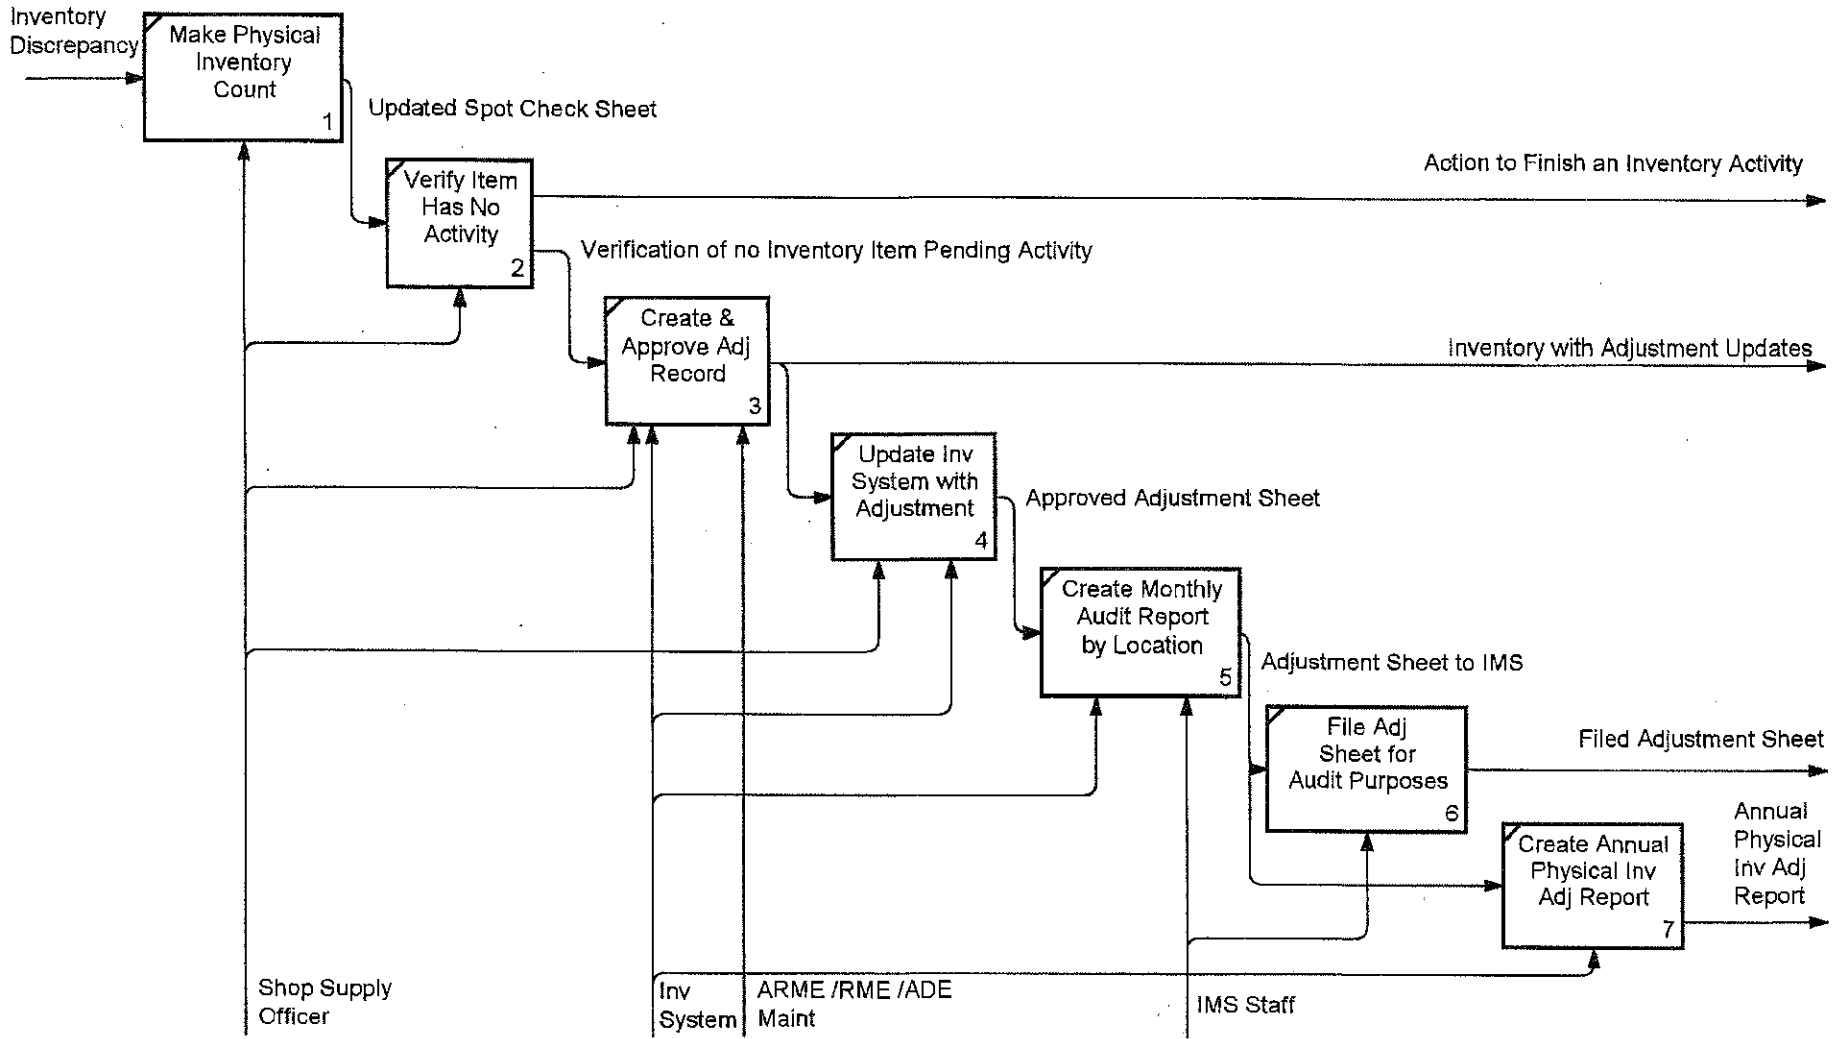 Inventory
Discrepancy
Make Physical
Inventory
Count
1
Updated Spot Check Sheet
Verify Item
Has No
Activity
2
Action to Finish an Inventory Activity
Verification of no Inventory Item Pending Activity
Create &
Approve Adj
Record
3
Inventory with Adjustment Updates
Update Inv
System with
Adjustment
4
Approved Adjustment Sheet
Create Monthly
Audit Report
by Location
5
Adjustment Sheet to IMS
File Adj
Sheet for
Audit Purposes
6
Filed Adjustment Sheet
Create Annual
Physical Inv
Adj Report
7
Annual
Physical
Inv Adj
Report
Shop Supply
Officer
Inv
System
ARME /RME /ADE
Maint
IMS Staff